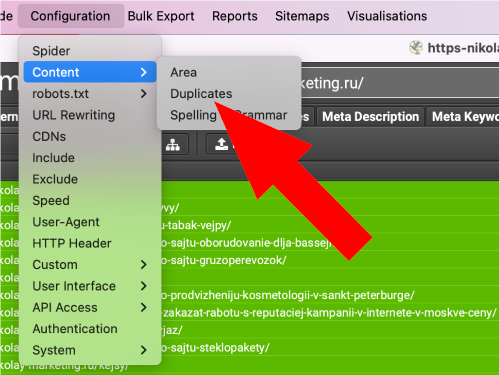 de Configuration Bulk Export Reports Sitemaps Visualisations
https-nikola
Spider
Content
robots.txt
URL Rewriting
CDNs
Include
Exclude
Speed
User-Agent
HTTP Header
Custom
User Interface
API Access
Authentication
System
Area
Duplicates
Spelling Grammar
keting.ru/
Meta Description Meta Keywo
vvy/
u-tabak-vejpy/
o-sajtu-oborudovanie-dlja-bassej
o-sajtu-gruzoperevozok/
o-prodvizheniju-kosmetologii-v-sankt-peterburge/
zakazat-rabotu-s-reputaciej-kampanii-v-internete-v-moskve-ceny/
rjaz/
o-sajtu-steklopakety/
kolay-marketing.ru/kejsy/